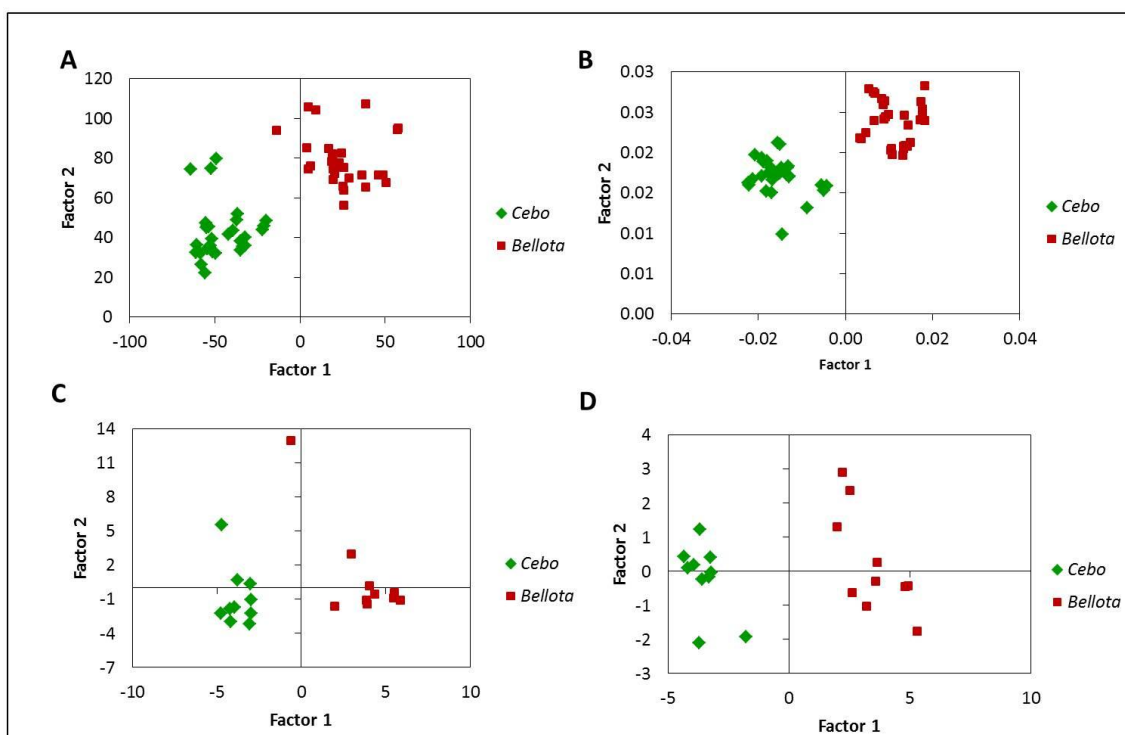 A
120
100
80
60
40
20
0
-100
-50
0
50
100
Factor 2
Factor 1
Cebo
Bellota
B
0.03
0.03
0.02
0.02
0.01
0.01
0.00
-0.04
-0.02
0.00
0.02
0.04
Factor 2
Factor 1
Cebo
Bellota
C
14
11
8
5
2
-1
-4
-7
-10
-5
0
5
10
Factor 2
Factor 1
Cebo
Bellota
D
4
3
2
1
0
-1
-2
-3
-5
0
5
10
Factor 2
Factor 1
Cebo
Bellota